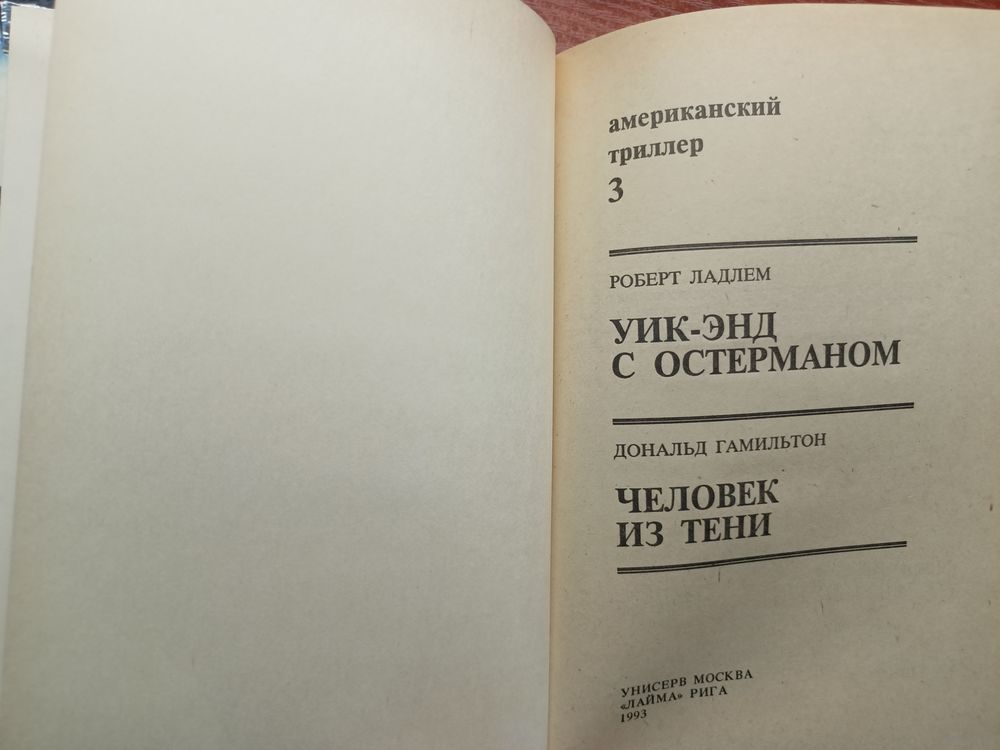 американский
триллер
3
РОБЕРТ ЛАДЛЕМ
УИК-ЭНД
С ОСТЕРМАНОМ
ДОНАЛЬД ГАМИЛЬТОН
ЧЕЛОВЕК
ИЗ ТЕНИ
УНИСЕРВ МОСКВА
«ЛАЙМА» РИГА
1993